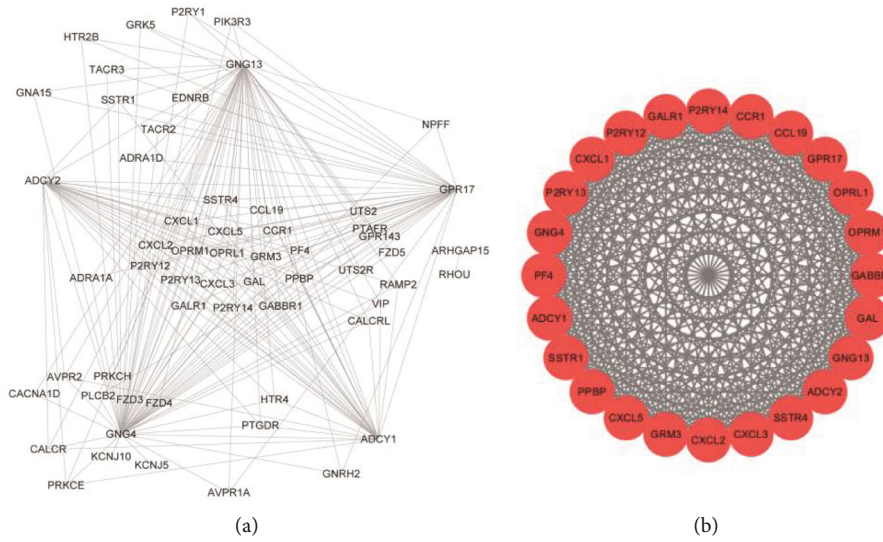 P2RY1
GRK5
PIK3R3
HTR2B
GNG13
TACR3
GNA15
SSTR1
EDNRB
TACR2
NPFF
ADRA1D
ADCY2
GPR17
SSTR4
CXCL1
CCL19
UTS2
CXCL5
CCR1
PTAFR
GPR143
CXCL2
OPRM1
OPRL1
GRM3
PF4
FZD5
ARHGAP15
P2RY12
ADRA1A
P2RY13
CXCL3
GAL
PPBP
UTS2R
RHOU
RAMP2
GALR1
P2RY14
GABBR1
VIP
CALCRL
AVPR2
PRKCH
CACNA1D
PLCB2
FZD3
FZD4
HTR4
GNG4
PTGDR
ADCY1
CALCR
KCNJ10
KCNJ5
GNRH2
PRKCE
AVPR1A
(a)
P2RY14
CCR1
CCL19
GPR17
OPRL1
OPRM
GABBI
GAL
GNG13
ADCY2
SSTR4
CXCL3
CXCL2
GRM3
CXCL5
PPBP
SSTR1
ADCY1
PF4
GNG4
P2RY13
CXCL1
P2RY12
GALR1
(b)